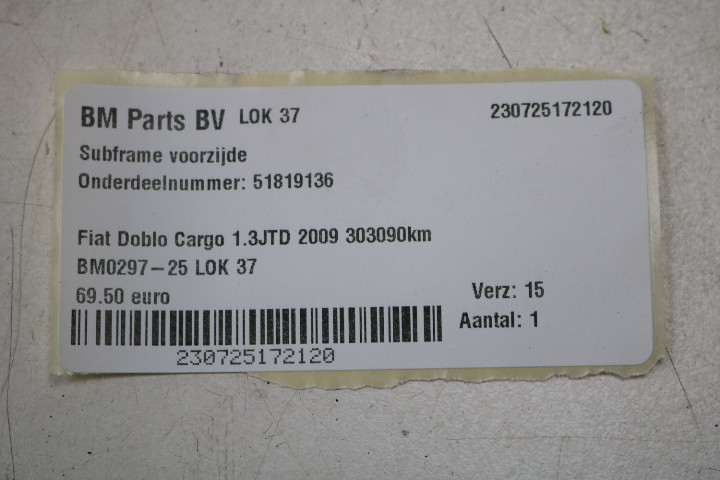 BM Parts BV LOK 37 230725172120
Subframe voorzijde
Onderdeelnummer: 51819136
Fiat Doblo Cargo 1.3JTD 2009 303090km
BM0297-25 LOK 37
69.50 euro Verz: 15
Aantal: 1
230725172120